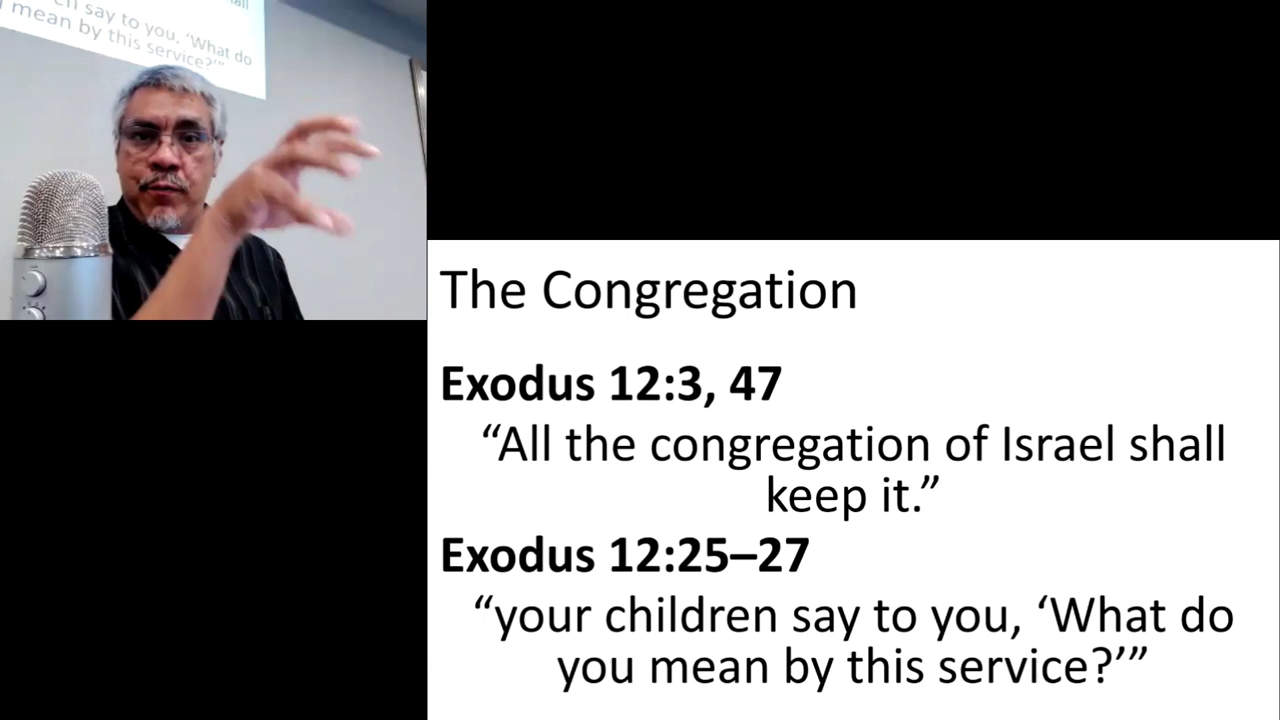 say to you, ‘What do
mean by this service?’”
The Congregation
Exodus 12:3, 47
“All the congregation of Israel shall
keep it.”
Exodus 12:25–27
“your children say to you, ‘What do
you mean by this service?’”